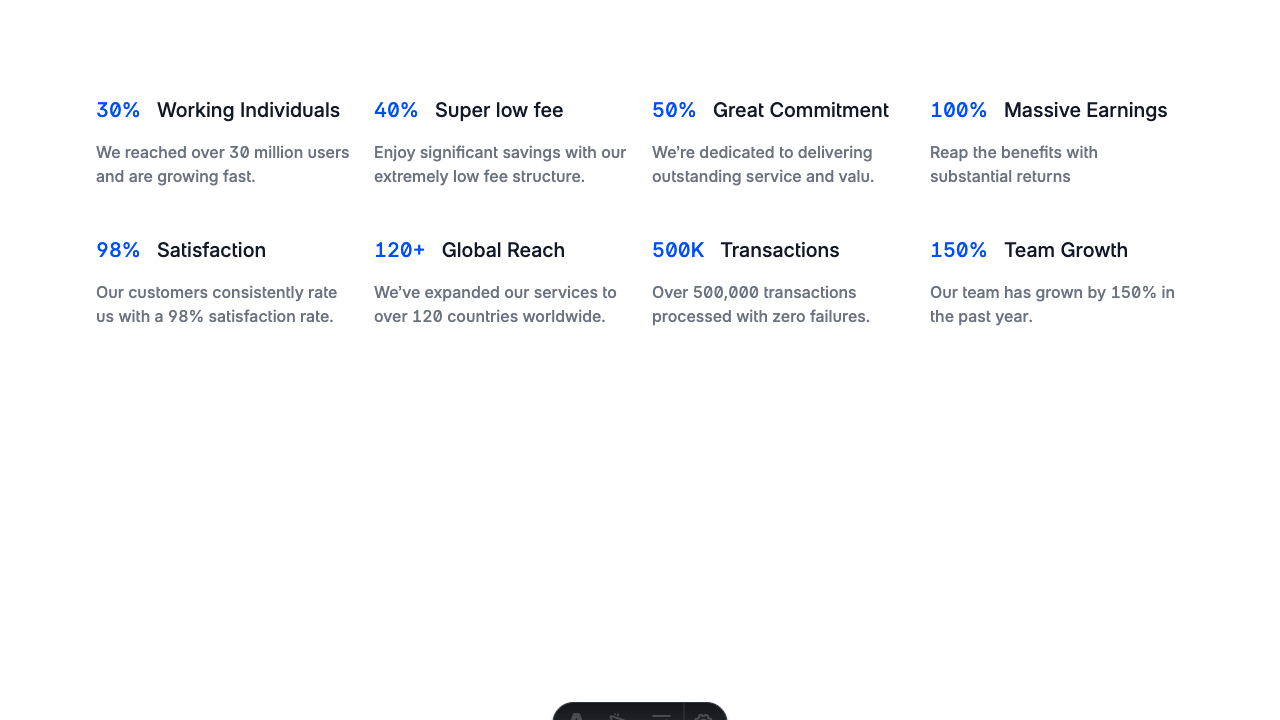 30% Working Individuals
We reached over 30 million users
and are growing fast.
40% Super low fee
Enjoy significant savings with our
extremely low fee structure.
50% Great Commitment
We’re dedicated to delivering
outstanding service and valu.
100% Massive Earnings
Reap the benefits with
substantial returns
98% Satisfaction
Our customers consistently rate
us with a 98% satisfaction rate.
120+ Global Reach
We’ve expanded our services to
over 120 countries worldwide.
500K Transactions
Over 500,000 transactions
processed with zero failures.
150% Team Growth
Our team has grown by 150% in
the past year.